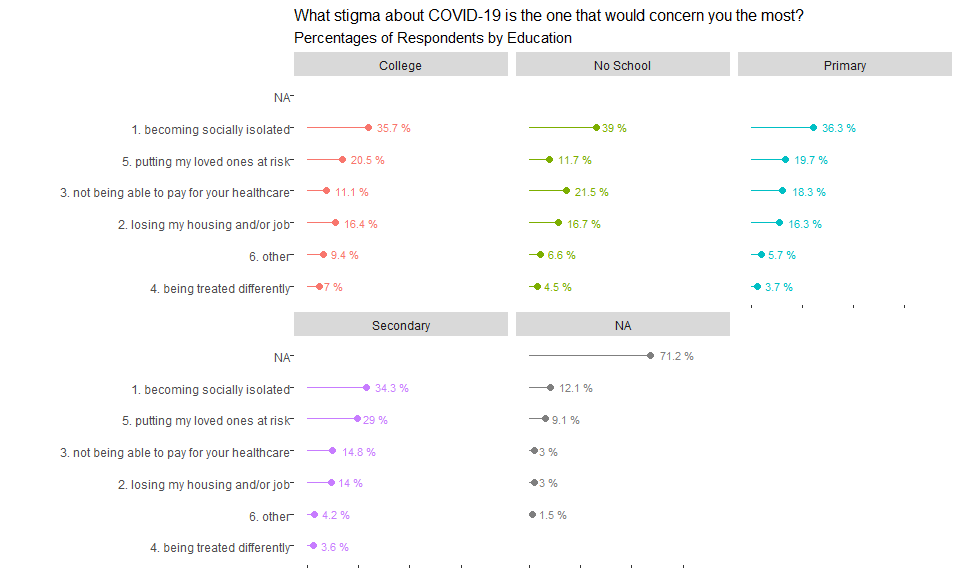 What stigma about COVID-19 is the one that would concern you the most?
Percentages of Respondents by Education
College No School Primary
NA
1. becoming socially isolated 35.7 % 39 % 36.3 %
5. putting my loved ones at risk 20.5 % 11.7 % 19.7 %
3. not being able to pay for your healthcare 11.1 % 21.5 % 18.3 %
2. losing my housing and/or job 16.4 % 16.7 % 16.3 %
6. other 9.4 % 6.6 % 5.7 %
4. being treated differently 7 % 4.5 % 3.7 %
Secondary NA
NA 71.2 %
1. becoming socially isolated 34.3 % 12.1 %
5. putting my loved ones at risk 29 % 9.1 %
3. not being able to pay for your healthcare 14.8 % 3 %
2. losing my housing and/or job 14 % 3 %
6. other 4.2 % 1.5 %
4. being treated differently 3.6 %